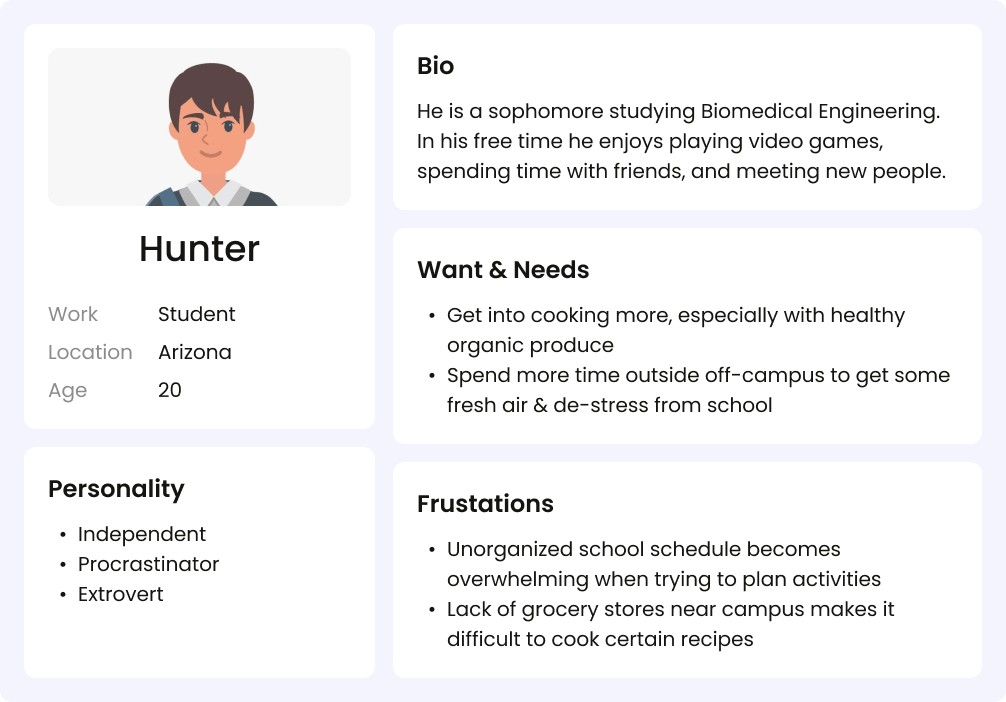 Hunter
Work Student
Location Arizona
Age 20
Personality
• Independent
• Procrastinator
• Extrovert
Bio
He is a sophomore studying Biomedical Engineering.
In his free time he enjoys playing video games,
spending time with friends, and meeting new people.
Want & Needs
• Get into cooking more, especially with healthy
organic produce
• Spend more time outside off-campus to get some
fresh air & de-stress from school
Frustations
• Unorganized school schedule becomes
overwhelming when trying to plan activities
• Lack of grocery stores near campus makes it
difficult to cook certain recipes